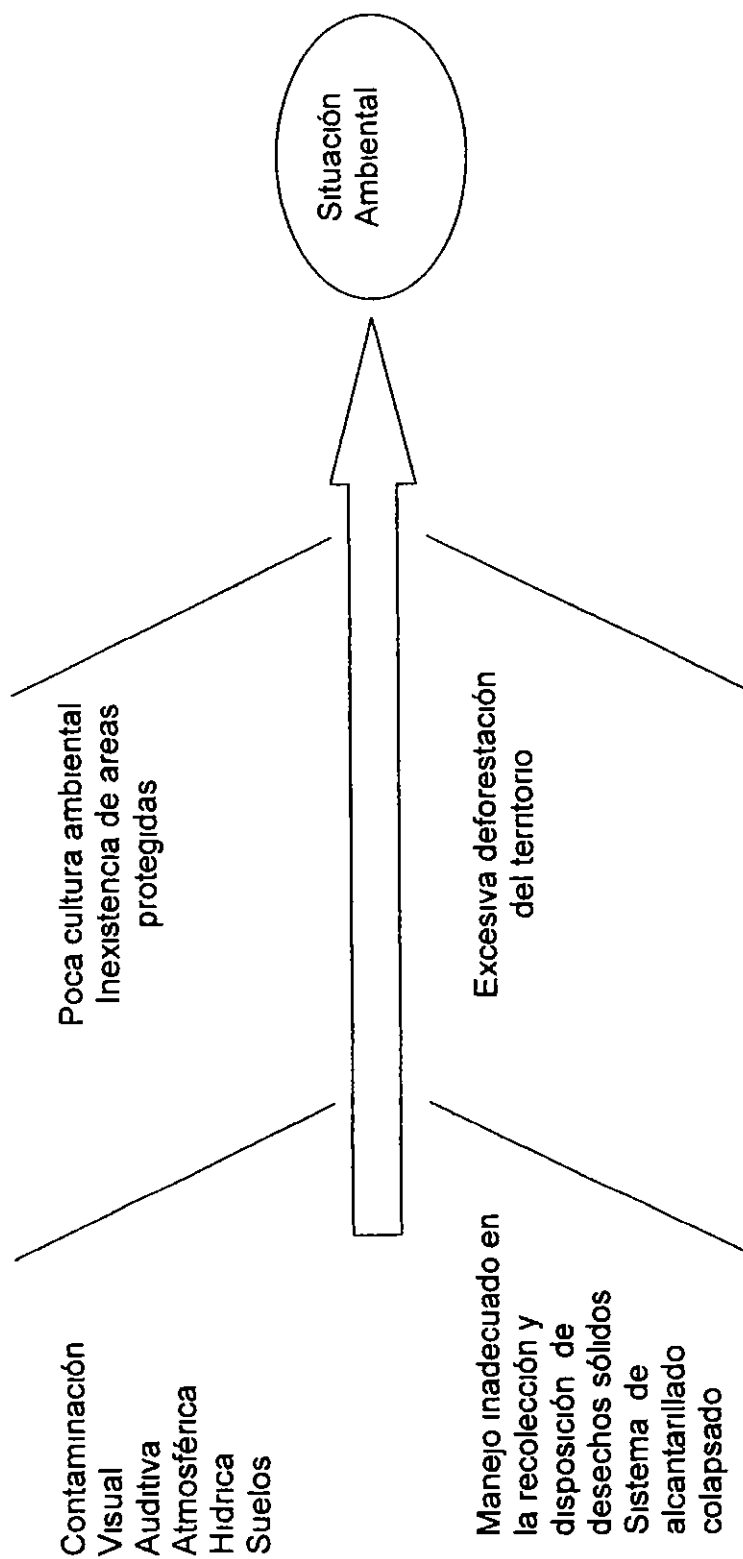 Contaminación
Visual
Auditiva
Atmosférica
Hidrica
Suelos
Poca cultura ambiental
Inexistencia de areas
protegidas
Situación
Ambiental
Manejo inadecuado en
la recolección y
disposición de
desechos sólidos
Sistema de
alcantarillado
colapsado
Excesiva deforestación
del territorio